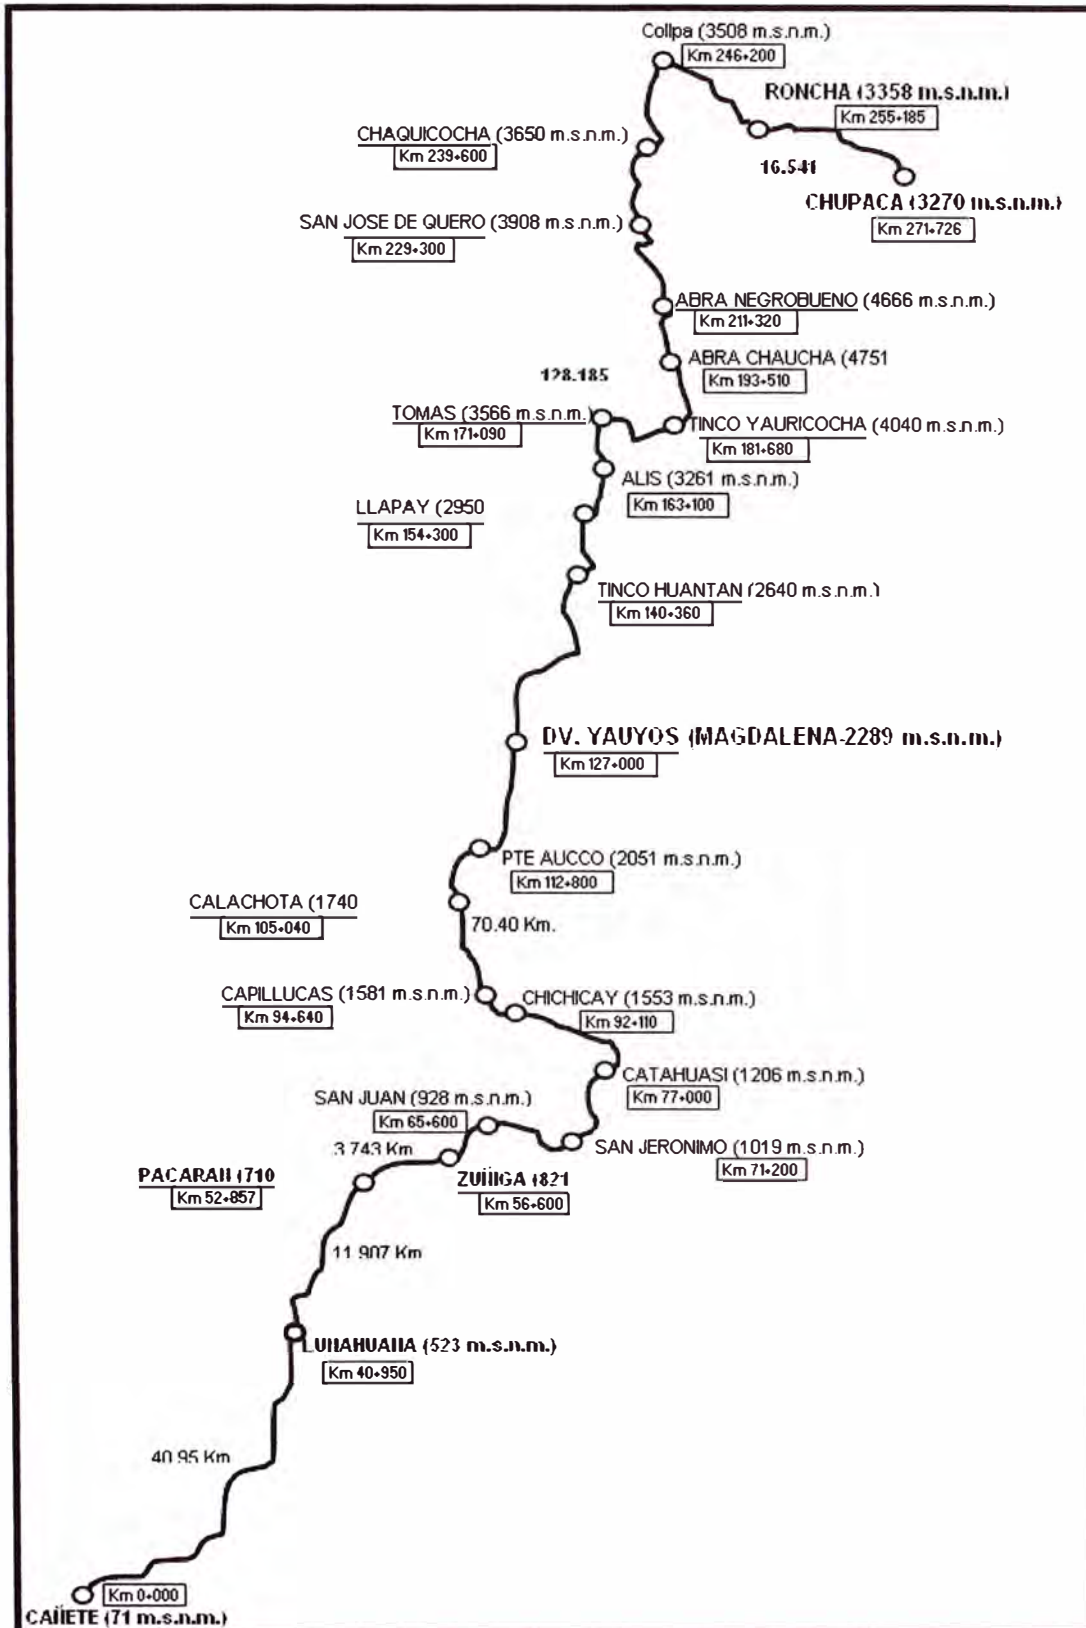 Collpa (3508 m.s.n.m.)
Km 246+200
RONCHA (3358 m.s.n.m.)
Km 255+185
CHAQUICOCHA (3650 m.s.n.m.)
Km 239+600
16.541
CHUPACA (3270 m.s.n.m.)
Km 271+726
SAN JOSE DE QUERO (3908 m.s.n.m.)
Km 229+300
ABRA NEGROBUENO (4666 m.s.n.m.)
Km 211+320
ABRA CHAUCHA (4751
Km 193+510
128.185
TOMAS (3566 m.s.n.m.)
Km 171+090
TINCO YAURICOCHA (4040 m.s.n.m.)
Km 181+680
ALIS (3261 m.s.n.m.)
Km 163+100
LLAPAY (2950
Km 154+300
TINCO HUANTAN (2640 m.s.n.m.)
Km 140+360
DV. YAUYOS (MAGDALENA-2289 m.s.n.m.)
Km 127+000
PTE AUCCO (2051 m.s.n.m.)
Km 112+800
CALACHOTA (1740
Km 105+040
70.40 Km.
CAPILLUCAS (1581 m.s.n.m.)
Km 94+640
CHICHICAY (1553 m.s.n.m.)
Km 92+110
CATAHUASI (1206 m.s.n.m.)
Km 77+000
SAN JUAN (928 m.s.n.m.)
Km 65+600
SAN JERONIMO (1019 m.s.n.m.)
Km 71+200
3.743 Km
PACARAN (710
Km 52+857
ZUÑIGA (821
Km 56+600
11.907 Km
LUNAHUANA (523 m.s.n.m.)
Km 40+950
40.95 Km
Km 0+000
CAÑETE (71 m.s.n.m.)